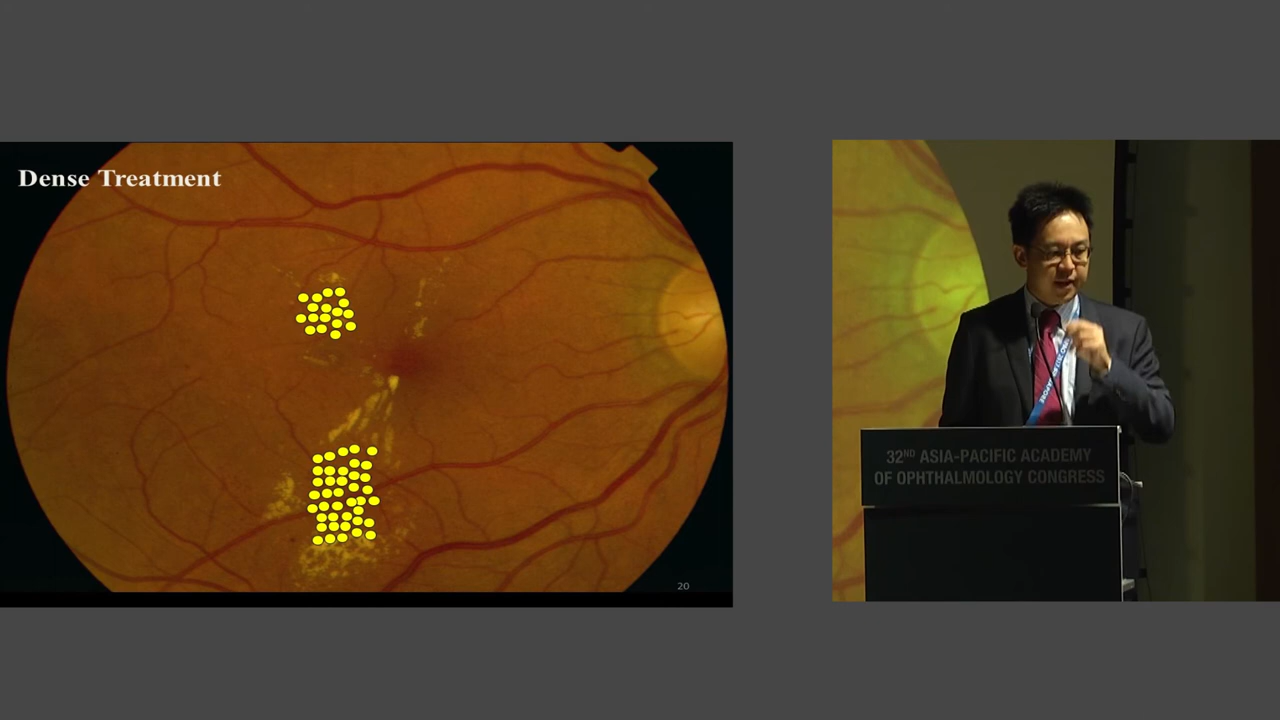 Dense Treatment
20
32ND ASIA-PACIFIC ACADEMY
OF OPHTHALMOLOGY CONGRESS